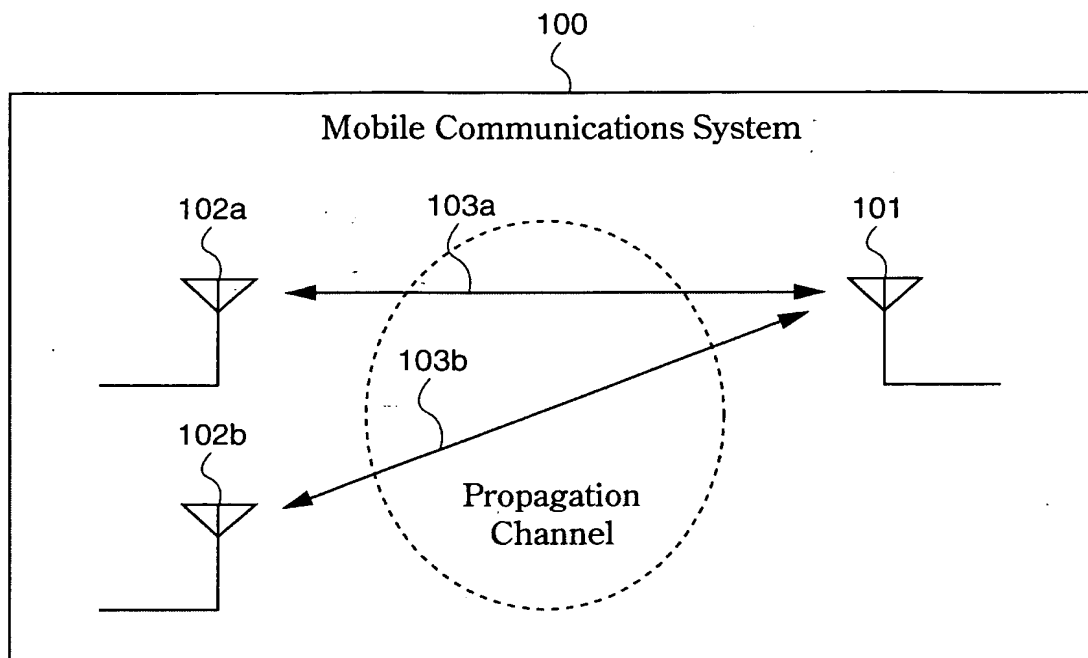 100
Mobile Communications System
102a
103a
101
103b
102b
Propagation
Channel